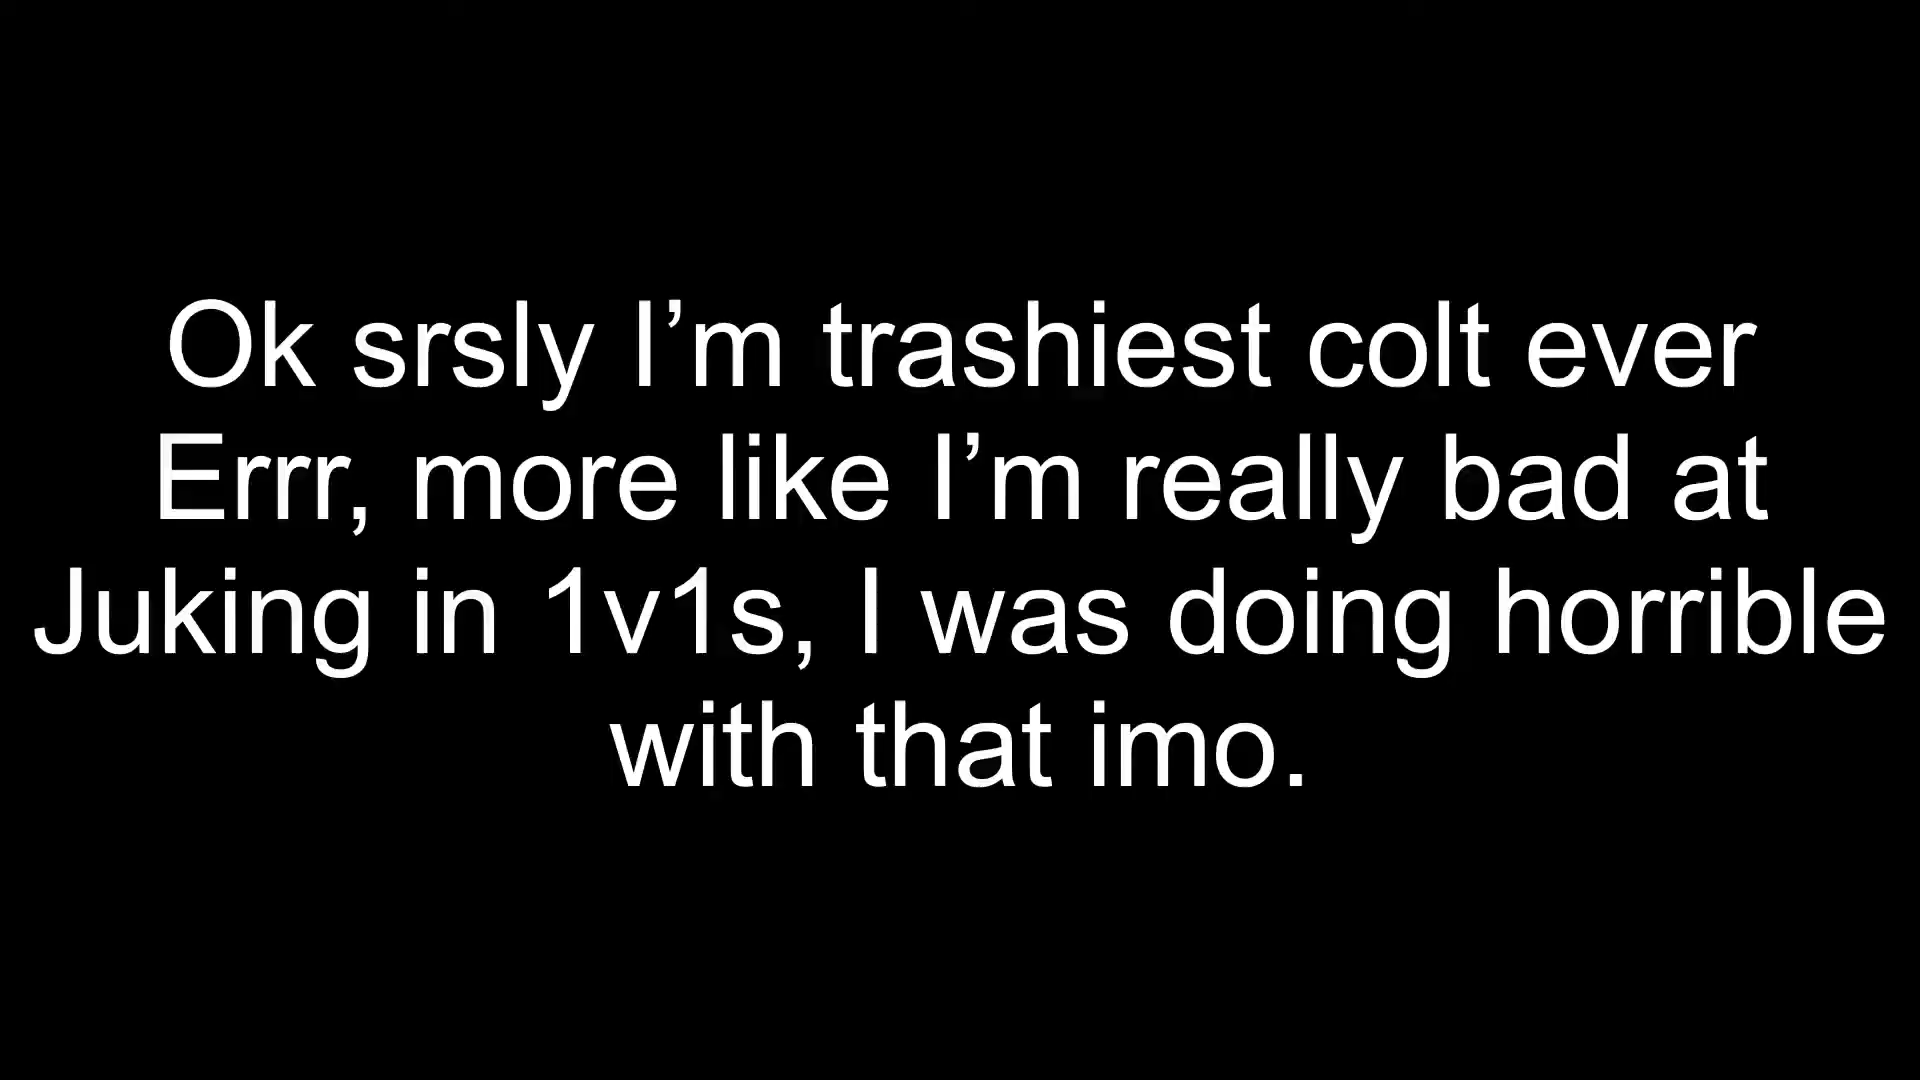 Ok srsly I’m trashiest colt ever
Errr, more like I’m really bad at
Juking in 1v1s, I was doing horrible
with that imo.